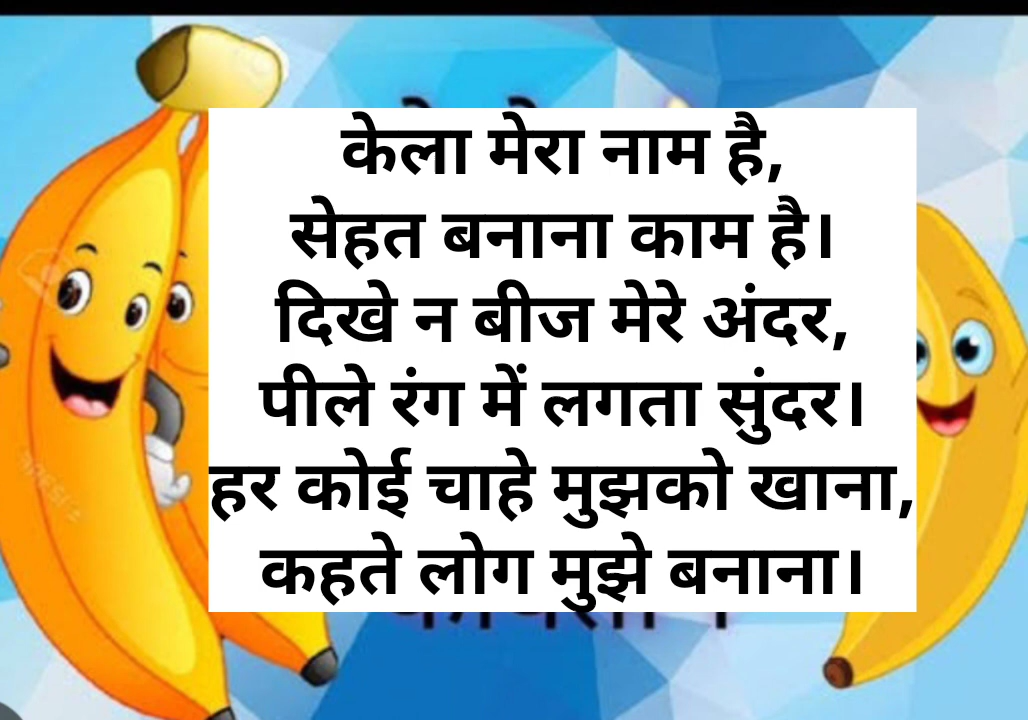 केला मेरा नाम है,
सेहत बनाना काम है।
दिखे न बीज मेरे अंदर,
पीले रंग में लगता सुंदर।
हर कोई चाहे मुझको खाना,
कहते लोग मुझे बनाना।